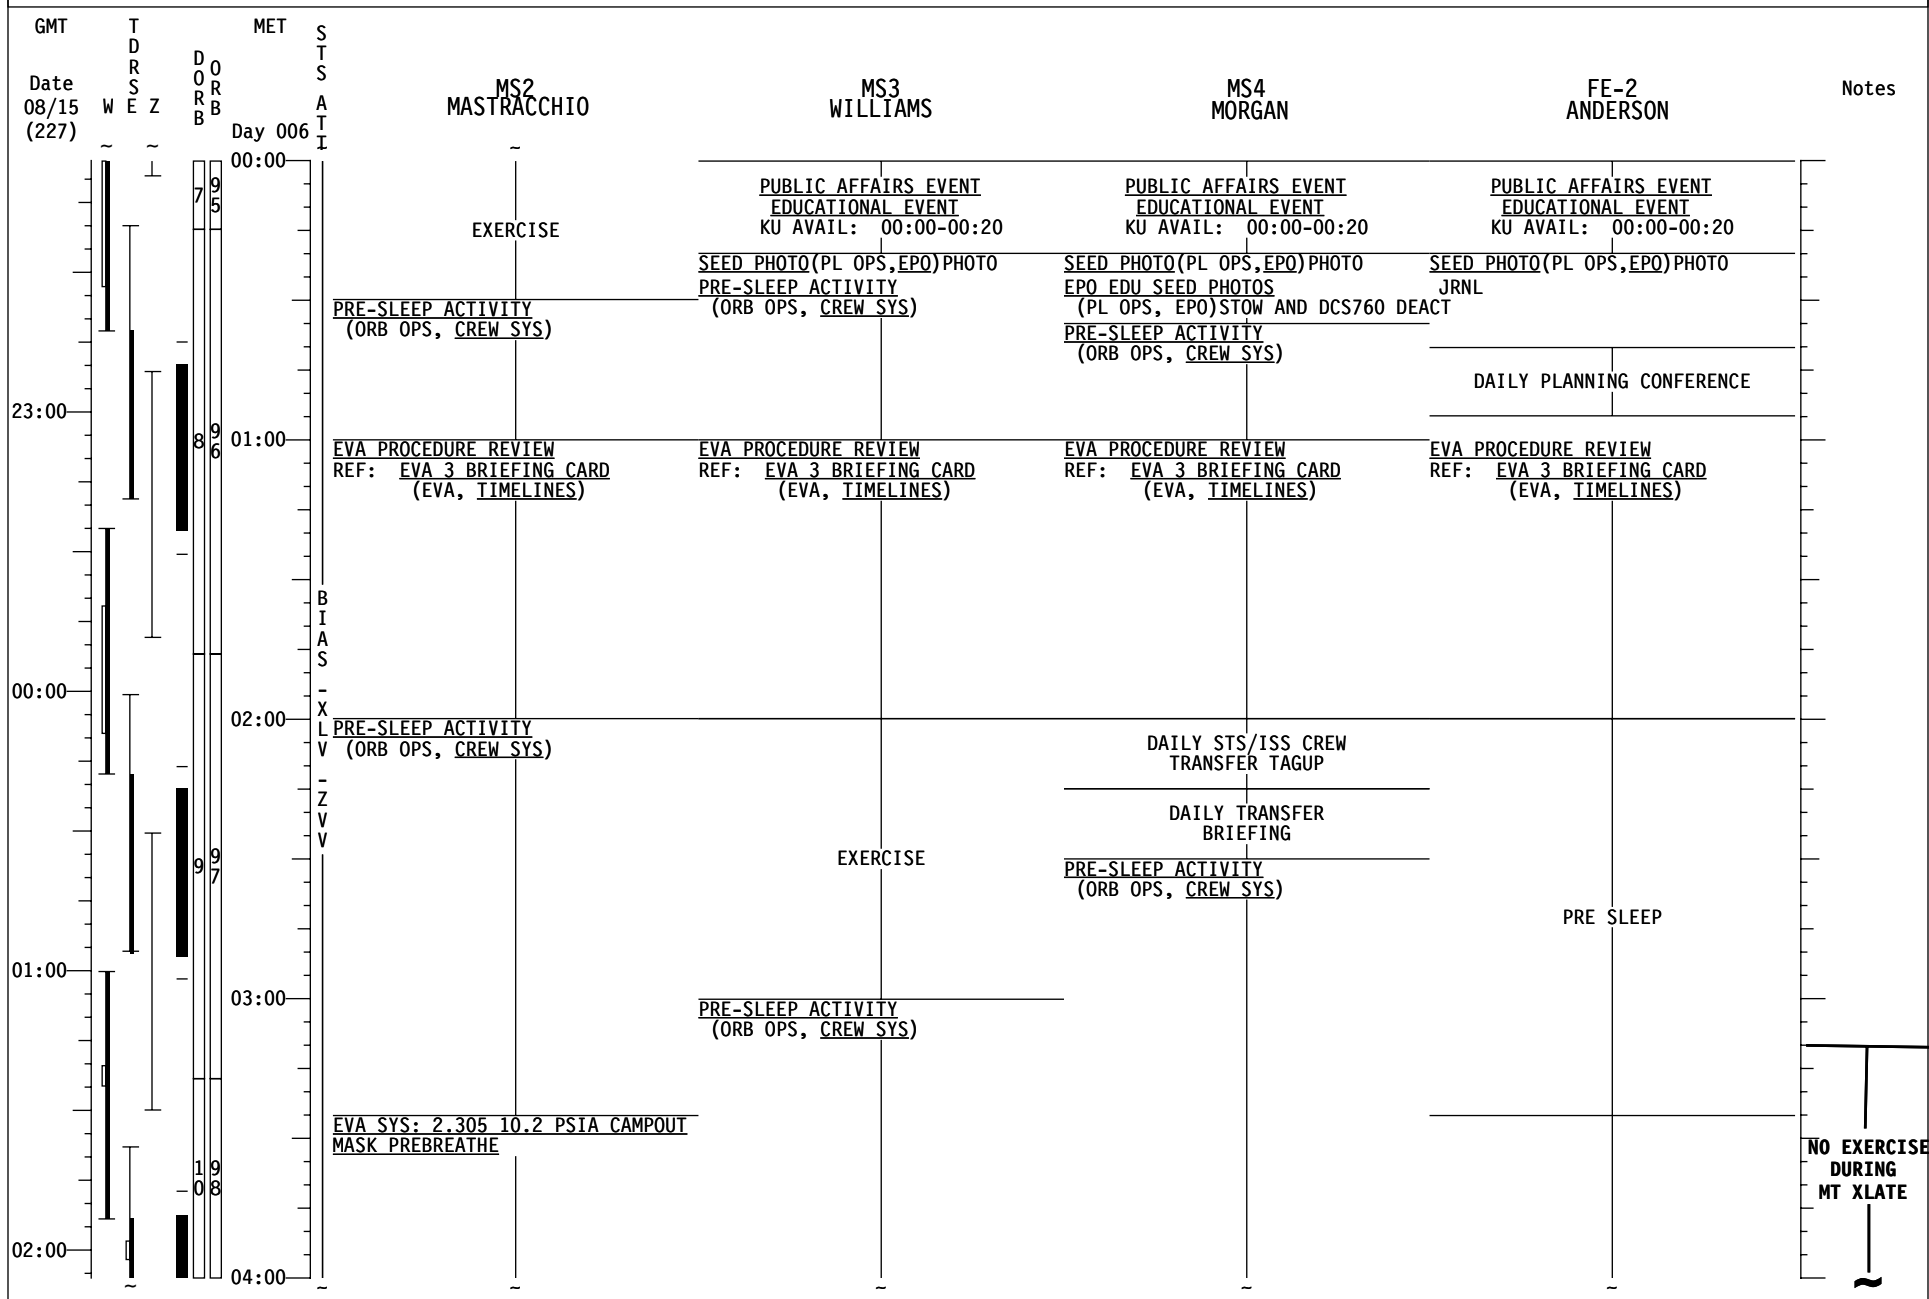 GMT
Date
08/15
(227)
TDRS
W E Z
DORB
ORB
MET
Day 006
STS ATT
MS2
MASTRACCHIO
MS3
WILLIAMS
MS4
MORGAN
FE-2
ANDERSON
Notes
~ ~ ~ ~
00:00
7
95
EXERCISE
PUBLIC AFFAIRS EVENT
EDUCATIONAL EVENT
KU AVAIL: 00:00-00:20
PUBLIC AFFAIRS EVENT
EDUCATIONAL EVENT
KU AVAIL: 00:00-00:20
PUBLIC AFFAIRS EVENT
EDUCATIONAL EVENT
KU AVAIL: 00:00-00:20
SEED PHOTO(PL OPS,EPO)PHOTO
SEED PHOTO(PL OPS,EPO)PHOTO
SEED PHOTO(PL OPS,EPO)PHOTO
PRE-SLEEP ACTIVITY
(ORB OPS, CREW SYS)
PRE-SLEEP ACTIVITY
(ORB OPS, CREW SYS)
EPO EDU SEED PHOTOS
(PL OPS, EPO)STOW AND DCS760 DEACT
JRNL
PRE-SLEEP ACTIVITY
(ORB OPS, CREW SYS)
DAILY PLANNING CONFERENCE
23:00
01:00
8
96
EVA PROCEDURE REVIEW
REF: EVA 3 BRIEFING CARD
(EVA, TIMELINES)
EVA PROCEDURE REVIEW
REF: EVA 3 BRIEFING CARD
(EVA, TIMELINES)
EVA PROCEDURE REVIEW
REF: EVA 3 BRIEFING CARD
(EVA, TIMELINES)
EVA PROCEDURE REVIEW
REF: EVA 3 BRIEFING CARD
(EVA, TIMELINES)
BIAS -XLV -ZVV
00:00
02:00
PRE-SLEEP ACTIVITY
(ORB OPS, CREW SYS)
DAILY STS/ISS CREW
TRANSFER TAGUP
DAILY TRANSFER
BRIEFING
9
97
EXERCISE
PRE-SLEEP ACTIVITY
(ORB OPS, CREW SYS)
PRE SLEEP
01:00
03:00
PRE-SLEEP ACTIVITY
(ORB OPS, CREW SYS)
EVA SYS: 2.305 10.2 PSIA CAMPOUT
MASK PREBREATHE
10
98
NO EXERCISE
DURING
MT XLATE
02:00
04:00
~ ~ ~ ~ ~ ~ ~